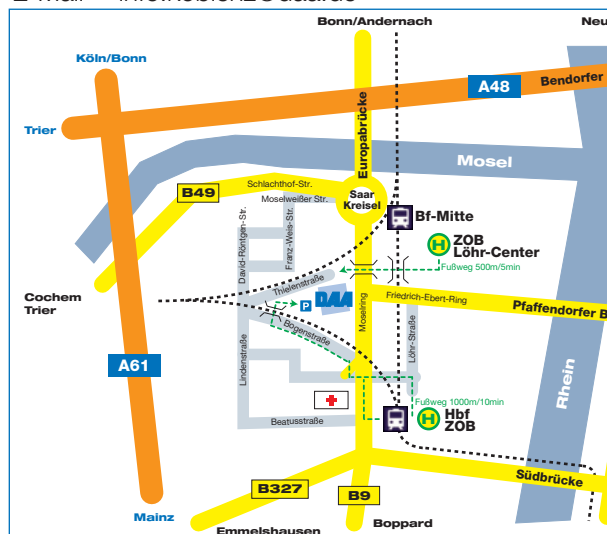 Bonn/Andernach
Neu
Köln/Bonn
Bendorfer
A48
Trier
Europabrücke
Mosel
Schlachthof-Str.
B49
Moselweißer Str.
Saar
Kreisel
Bf-Mitte
David-Röntgen-Str.
Franz-Weis-Str.
H
ZOB
Löhr-Center
Fußweg 500m/5min
Thielenstraße
Cochem
Trier
P
Moselring
Friedrich-Ebert-Ring
Pfaffendorfer B
Bogenstraße
Löhr-Straße
A61
Lindenstraße
Rhein
Fußweg 1000m/10min
Beatusstraße
H
Hbf
ZOB
Südbrücke
B327
B9
Mainz
Boppard
Emmelshausen